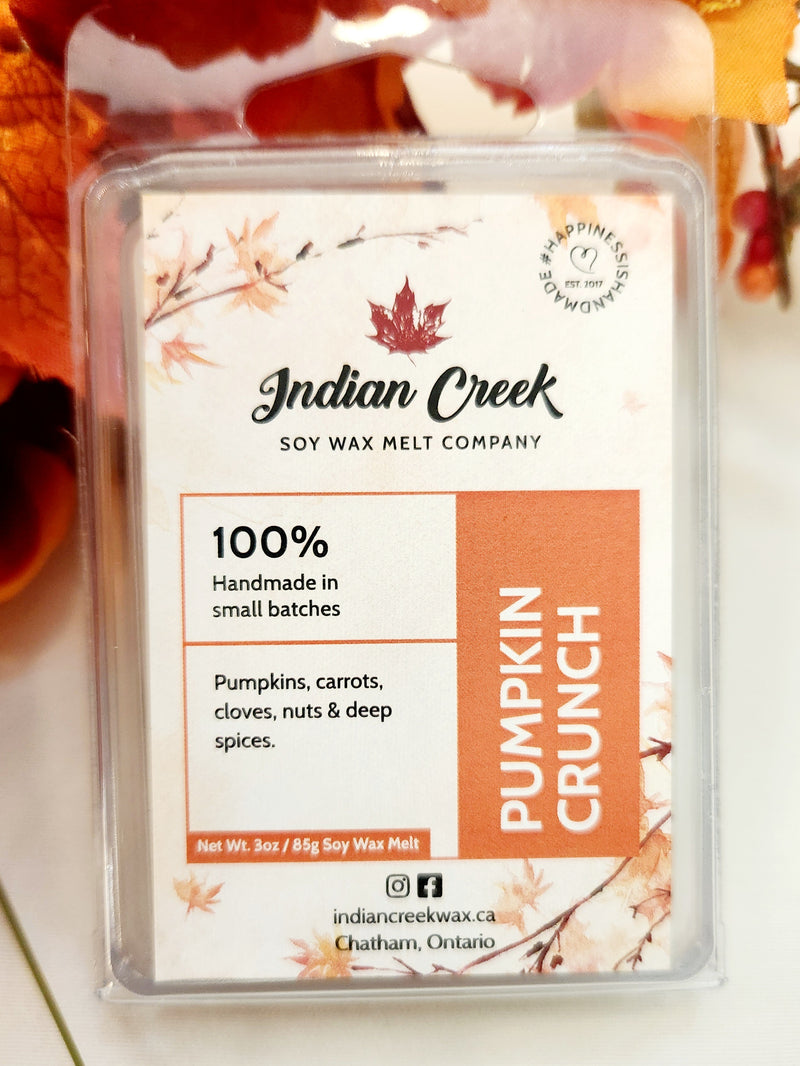 #HAPPINESSISHANDMADE
EST. 2017
Indian Creek
SOY WAX MELT COMPANY
100%
Handmade in
small batches
Pumpkins, carrots,
cloves, nuts & deep
spices.
Net Wt. 3oz / 85g Soy Wax Melt
PUMPKIN
CRUNCH
indiancreekwax.ca
Chatham, Ontario